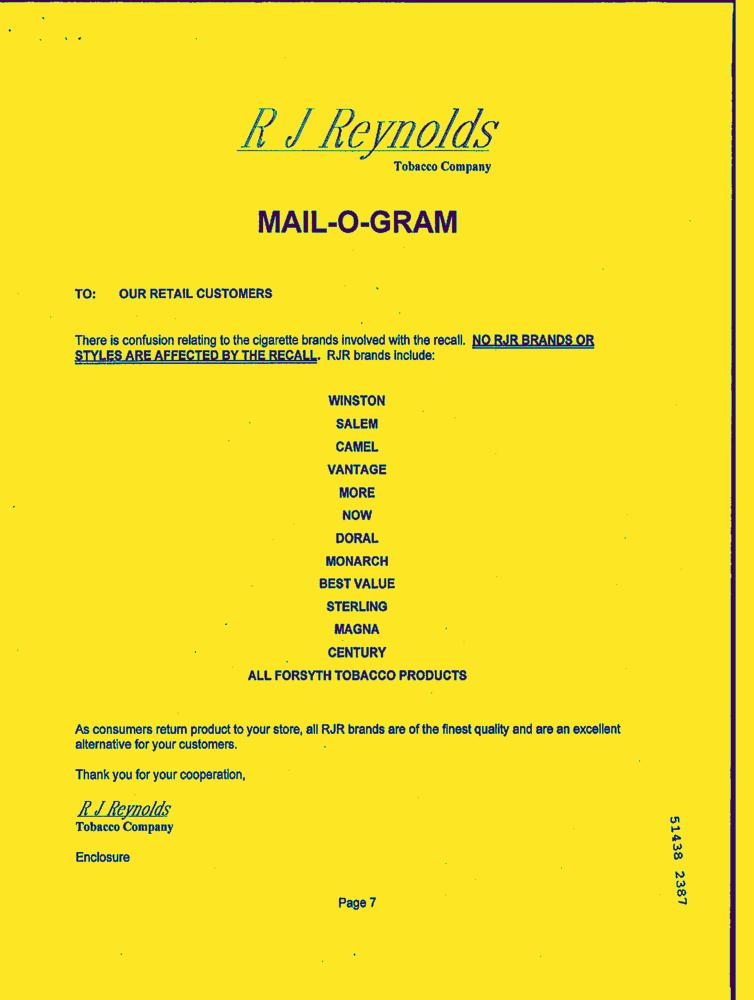 R J Reynolds
Tobacco Company
MAIL-O-GRAM
TO: OUR RETAIL CUSTOMERS
There is confusion relating to the cigarette brands involved with the recall. NO RJR BRANDS OR
STYLES ARE AFFECTED BY THE RECALL. RJR brands include:
WINSTON
SALEM
CAMEL
VANTAGE
MORE
NOW
DORAL
MONARCH
BEST VALUE
STERLING
MAGNA
CENTURY
ALL FORSYTH TOBACCO PRODUCTS
As consumers return product to your store, all RJR brands are of the finest quality and are an excellent
alternative for your customers.
Thank you for your cooperation,
R J Reynolds
Tobacco Company
Enclosure
51438 2387
Page 7